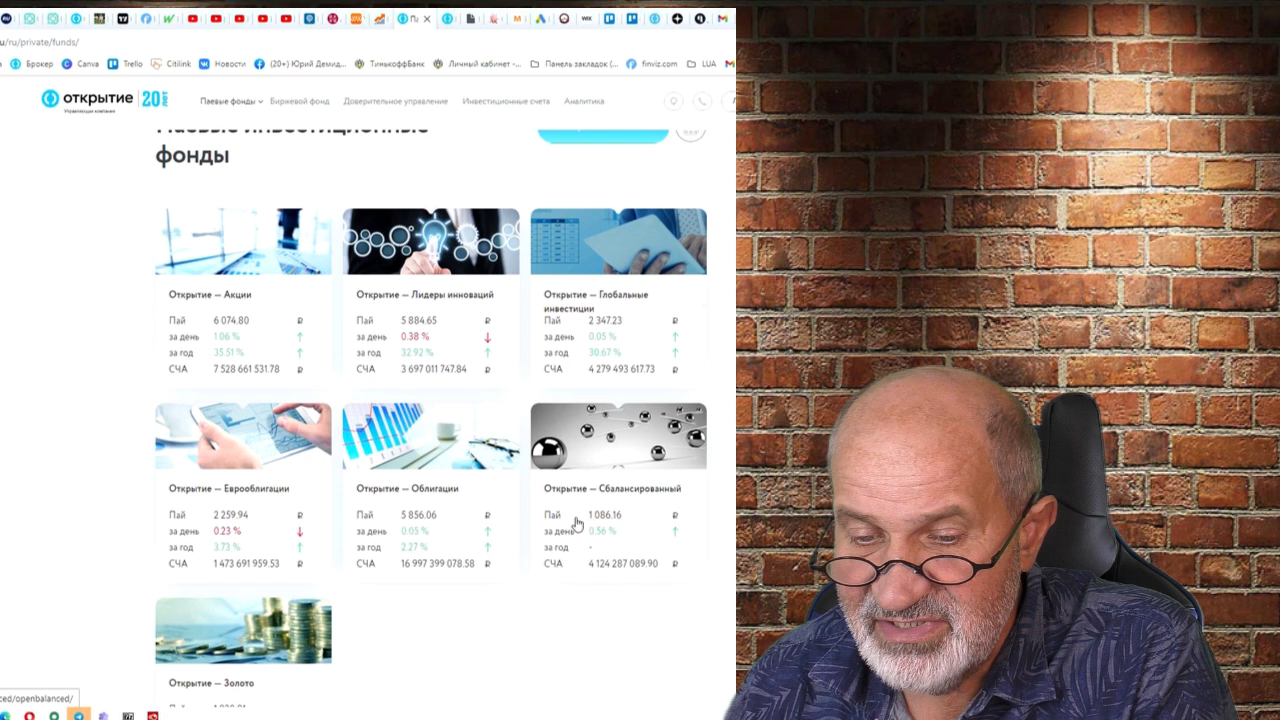 u/ru/private/funds/
Брокер Canva Trello Citilink Новости (20+) Юрий Демид... ТинькоффБанк Личный кабинет -... Панель закладок (... finviz.com LUA
открытие 20 лет
Управляющая компания
Паевые фонды Биржевой фонд Доверительное управление Инвестиционные счета Аналитика
Паевые инвестиционные
фонды
Открытие — Акции
Пай 6 074.80 ₽
за день 1.06 % ↑
за год 35.51 % ↑
СЧА 7 528 661 531.78 ₽
Открытие — Лидеры инноваций
Пай 5 884.65 ₽
за день 0.38 % ↓
за год 32.92 % ↑
СЧА 3 697 011 747.84 ₽
Открытие — Глобальные
инвестиции
Пай 2 347.23 ₽
за день 0.05 % ↑
за год 30.67 % ↑
СЧА 4 279 493 617.73 ₽
Открытие — Еврооблигации
Пай 2 259.94 ₽
за день 0.23 % ↓
за год 3.73 % ↑
СЧА 1 473 691 959.53 ₽
Открытие — Облигации
Пай 5 856.06 ₽
за день 0.05 % ↑
за год 2.27 % ↑
СЧА 16 997 399 078.58 ₽
Открытие — Сбалансированный
Пай 1 086.16 ₽
за день 0.56 % ↑
за год -
СЧА 4 124 287 089.90 ₽
Открытие — Золото
ced/openbalanced/